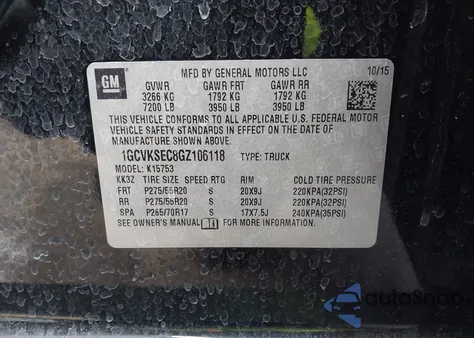 GM
MFD BY GENERAL MOTORS LLC 10/15
GVWR GAWR FRT GAWR RR
3266 KG 1792 KG 1792 KG
7200 LB 3950 LB 3950 LB
THIS VEHICLE CONFORMS TO ALL APPLICABLE U.S. FEDERAL MOTOR
VEHICLE SAFETY STANDARDS IN EFFECT ON THE DATE OF
MANUFACTURE SHOWN ABOVE.
1GCVKSEC8GZ106118 TYPE: TRUCK
MODEL: K15753
KK3Z TIRE SIZE SPEED RTG RIM COLD TIRE PRESSURE
FRT P275/55R20 S 20X9J 220KPA(32PSI)
RR P275/55R20 S 20X9J 220KPA(32PSI)
SPA P265/70R17 S 17X7.5J 240KPA(35PSI)
SEE OWNER'S MANUAL FOR MORE INFORMATION.
autoSnap